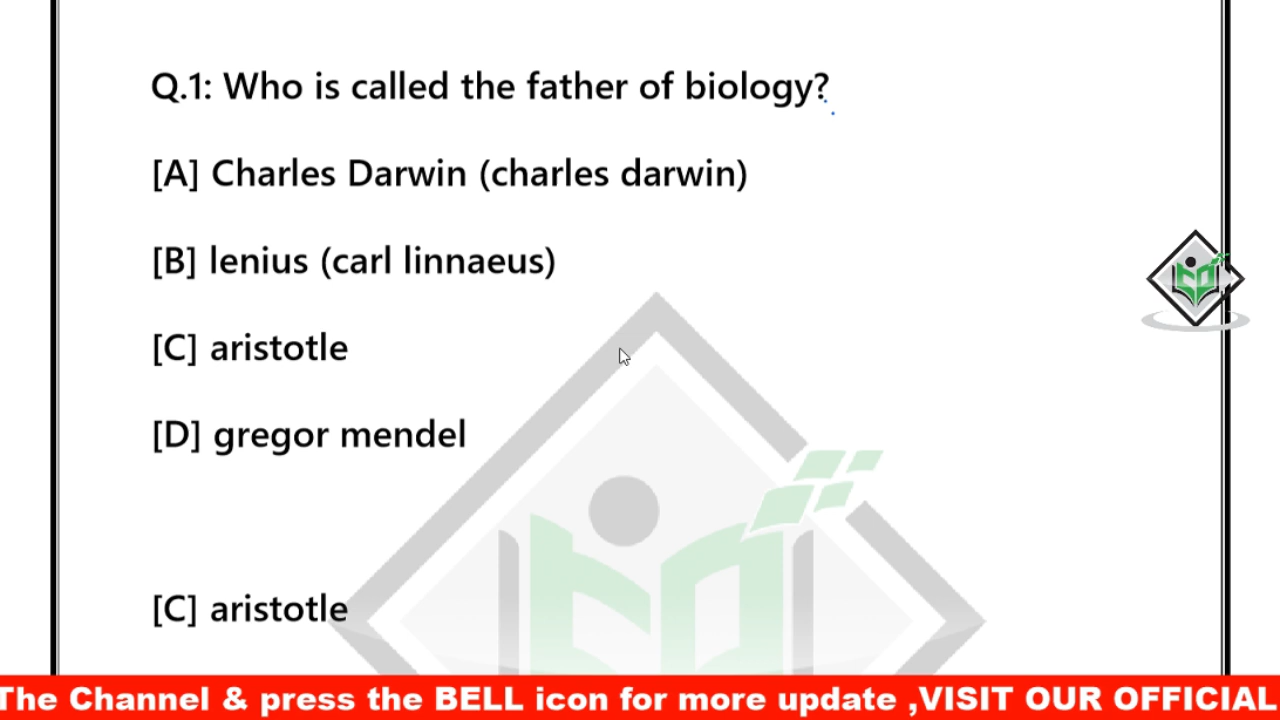 Q.1: Who is called the father of biology?
[A] Charles Darwin (charles darwin)
[B] lenius (carl linnaeus)
[C] aristotle
[D] gregor mendel
[C] aristotle
The Channel & press the BELL icon for more update ,VISIT OUR OFFICIAL